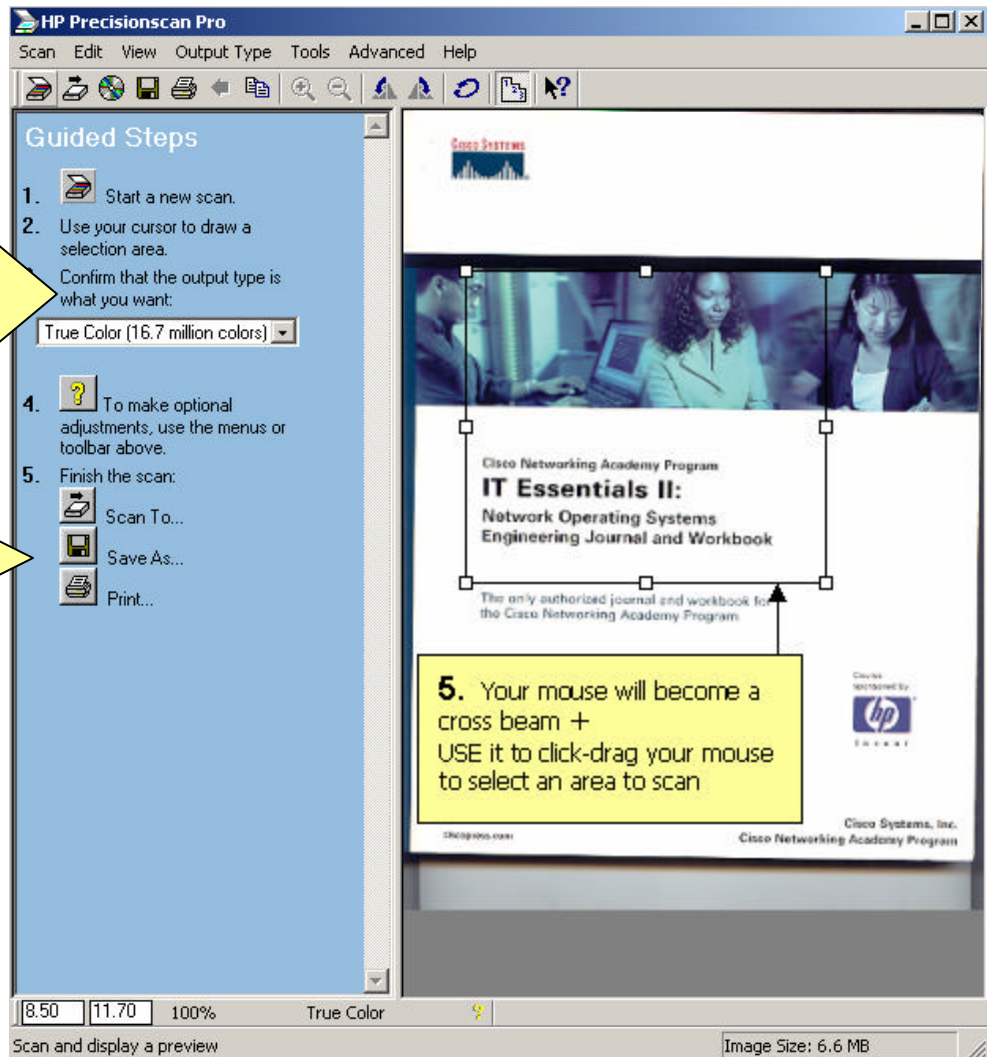 HP Precisionscan Pro
Scan Edit View Output Type Tools Advanced Help
Guided Steps
1. Start a new scan.
2. Use your cursor to draw a
selection area.
Confirm that the output type is
what you want:
True Color (16.7 million colors)
4. To make optional
adjustments, use the menus or
toolbar above.
5. Finish the scan:
Scan To...
Save As...
Print...
CISCO SYSTEMS
Cisco Networking Academy Program
IT Essentials II:
Network Operating Systems
Engineering Journal and Workbook
The only authorized journal and workbook for
the Cisco Networking Academy Program
5. Your mouse will become a
cross beam +
USE it to click-drag your mouse
to select an area to scan
sponsored by
hp
invent
ciscopress.com
Cisco Systems, Inc.
Cisco Networking Academy Program
8.50 11.70 100% True Color
Scan and display a preview
Image Size: 6.6 MB